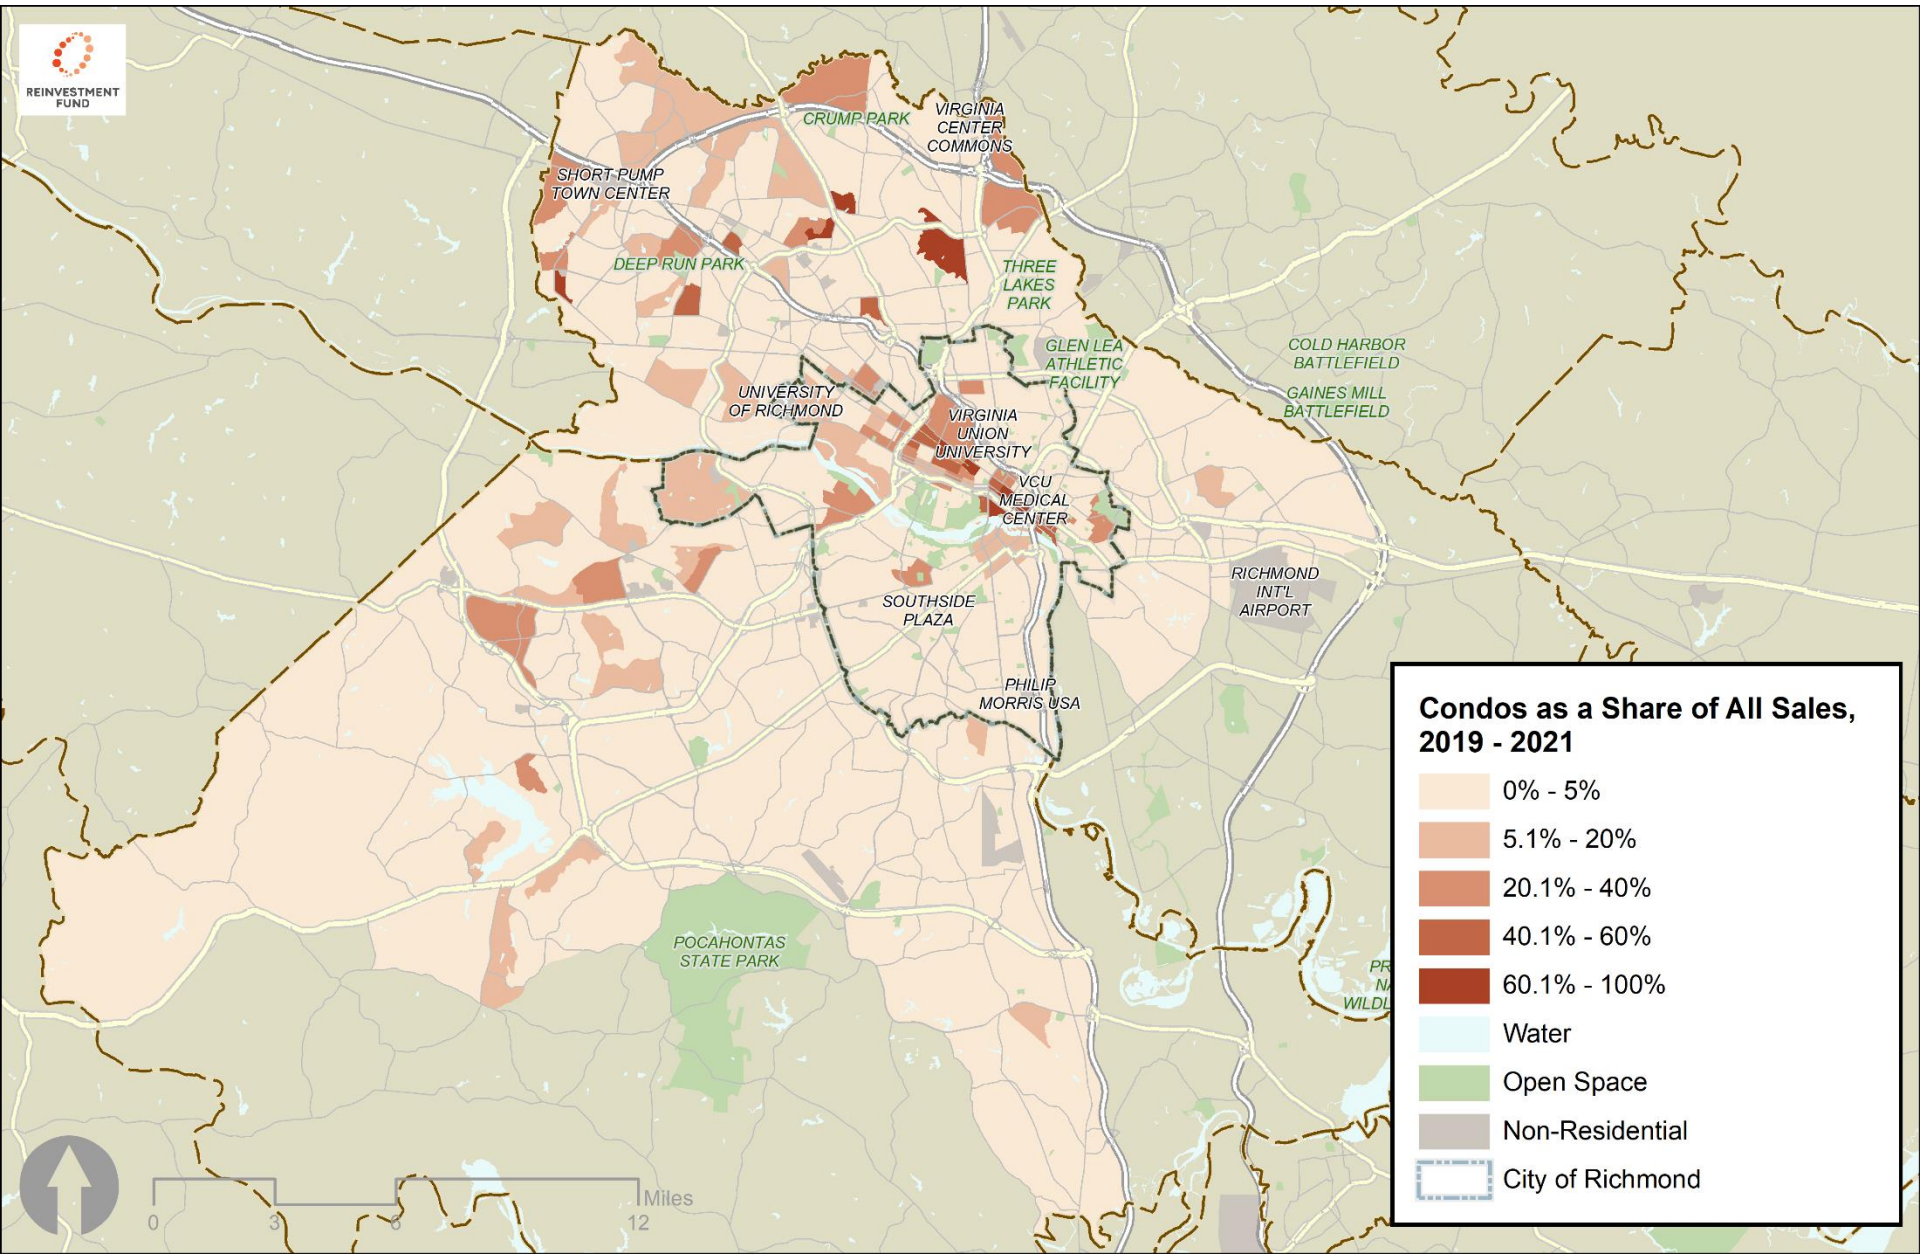 REINVESTMENT
FUND
CRUMP PARK
VIRGINIA
CENTER
COMMONS
SHORT PUMP
TOWN CENTER
DEEP RUN PARK
THREE
LAKES
PARK
GLEN LEA
ATHLETIC
FACILITY
COLD HARBOR
BATTLEFIELD
GAINES MILL
BATTLEFIELD
UNIVERSITY
OF RICHMOND
VIRGINIA
UNION
UNIVERSITY
VCU
MEDICAL
CENTER
RICHMOND
INT'L
AIRPORT
SOUTHSIDE
PLAZA
PHILIP
MORRIS USA
POCAHONTAS
STATE PARK
PR
NA
WILDL
Condos as a Share of All Sales,
2019 - 2021
0% - 5%
5.1% - 20%
20.1% - 40%
40.1% - 60%
60.1% - 100%
Water
Open Space
Non-Residential
City of Richmond
Miles
0 3 6 12